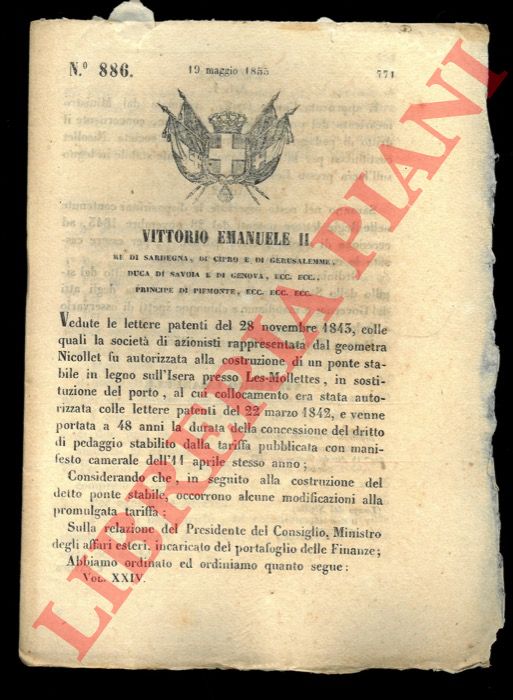 N.º 886. 19 maggio 1855 771
VITTORIO EMANUELE II
RE DI SARDEGNA, DI CIPRO E DI GERUSALEMME,
DUCA DI SAVOIA E DI GENOVA, ECC. ECC.,
PRINCIPE DI PIEMONTE, ECC. ECC. ECC.
Vedute le lettere patenti del 28 novembre 1843, colle
quali la società di azionisti rappresentata dal geometra
Nicollet fu autorizzata alla costruzione di un ponte sta-
bile in legno sull'Isera presso Les-Mollettes, in sosti-
tuzione del porto, al cui collocamento era stata auto-
rizzata colle lettere patenti del 22 marzo 1842, e venne
portata a 48 anni la durata della concessione del dritto
di pedaggio stabilito dalla tariffa pubblicata con mani-
festo camerale dell'11 aprile stesso anno;
Considerando che, in seguito alla costruzione del
detto ponte stabile, occorrono alcune modificazioni alla
promulgata tariffa;
Sulla relazione del Presidente del Consiglio, Ministro
degli affari esteri, incaricato del portafoglio delle Finanze;
Abbiamo ordinato ed ordiniamo quanto segue:
Vol. XXIV.
LIBRERIA PIANI